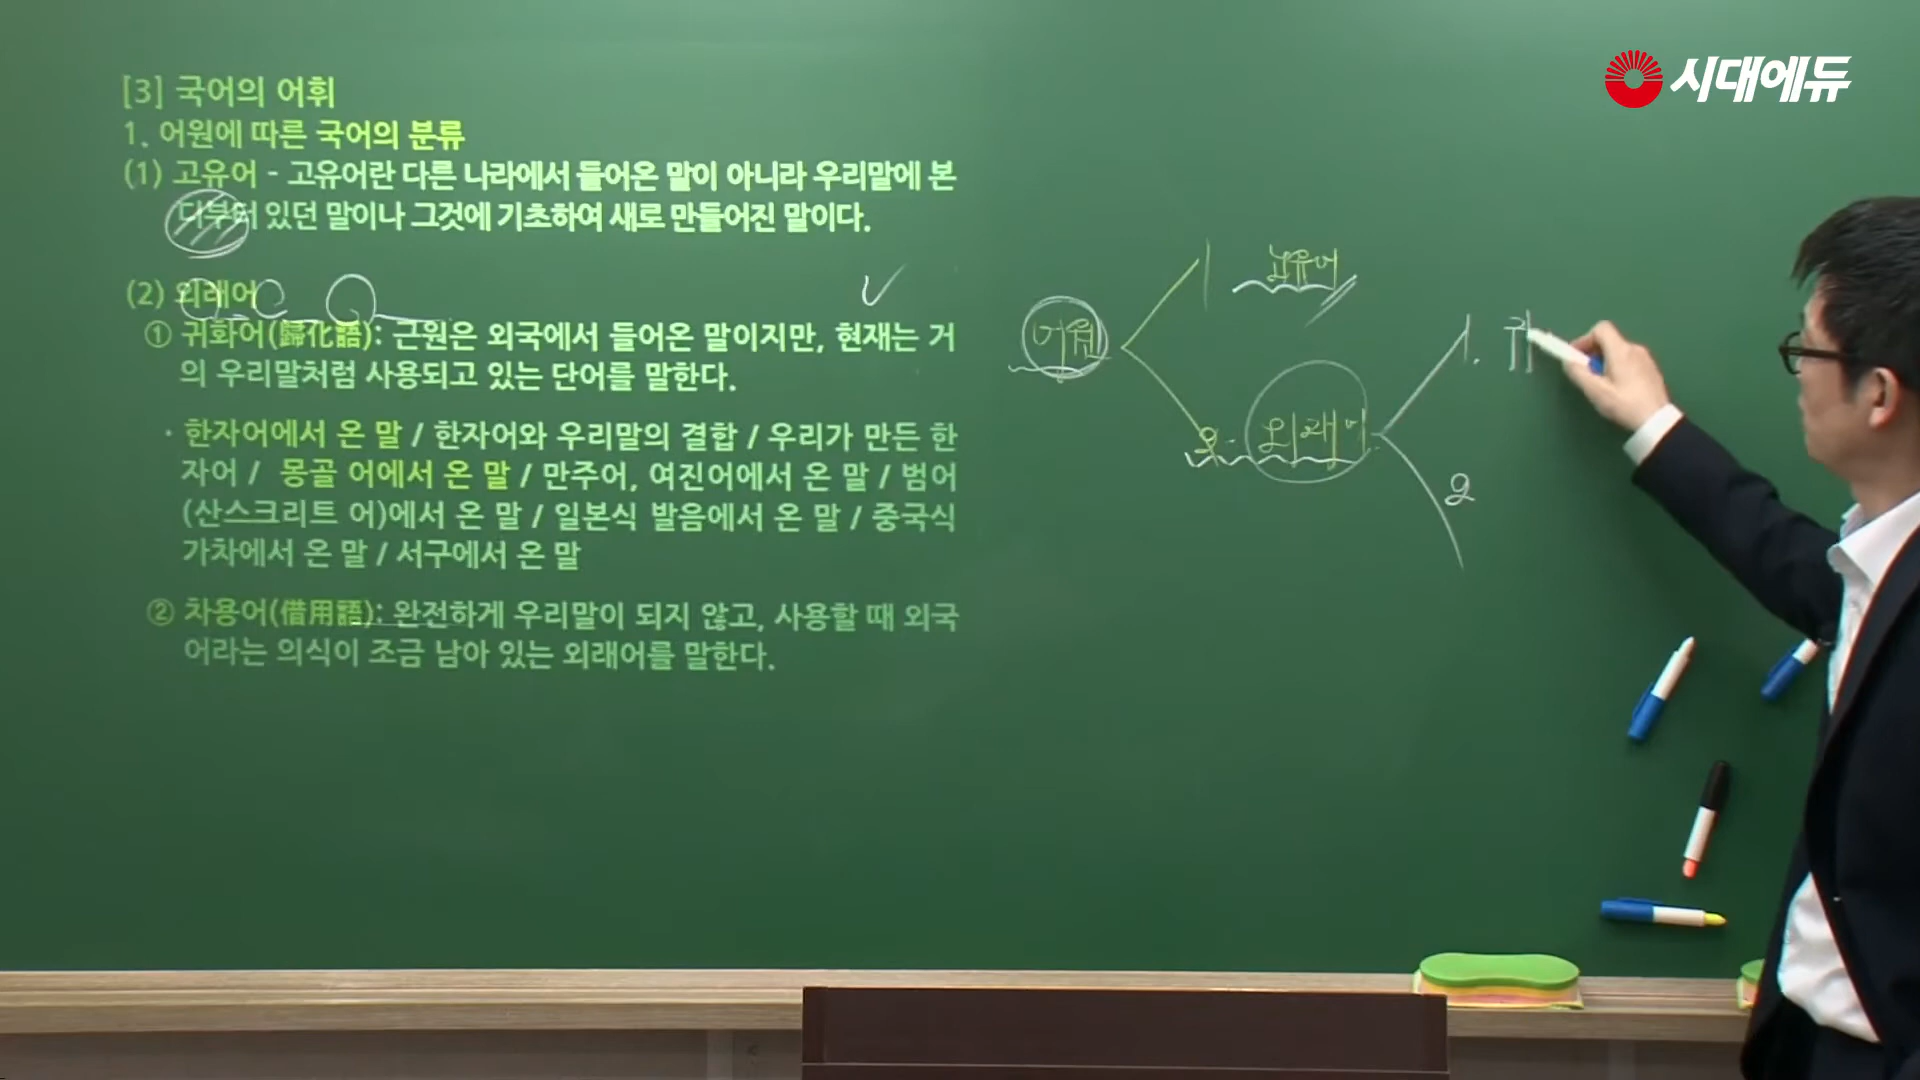 시대에듀
[3] 국어의 어휘
1. 어원에 따른 국어의 분류
(1) 고유어 - 고유어란 다른 나라에서 들어온 말이 아니라 우리말에 본
디부터 있던 말이나 그것에 기초하여 새로 만들어진 말이다.
(2) 외래어
① 귀화어(歸化語): 근원은 외국에서 들어온 말이지만, 현재는 거
의 우리말처럼 사용되고 있는 단어를 말한다.
· 한자어에서 온 말 / 한자어와 우리말의 결합 / 우리가 만든 한
자어 / 몽골 어에서 온 말 / 만주어, 여진어에서 온 말 / 범어
(산스크리트 어)에서 온 말 / 일본식 발음에서 온 말 / 중국식
가차에서 온 말 / 서구에서 온 말
② 차용어(借用語): 완전하게 우리말이 되지 않고, 사용할 때 외국
어라는 의식이 조금 남아 있는 외래어를 말한다.
어원
1 고유어
2. 외래어
1. 귀
2